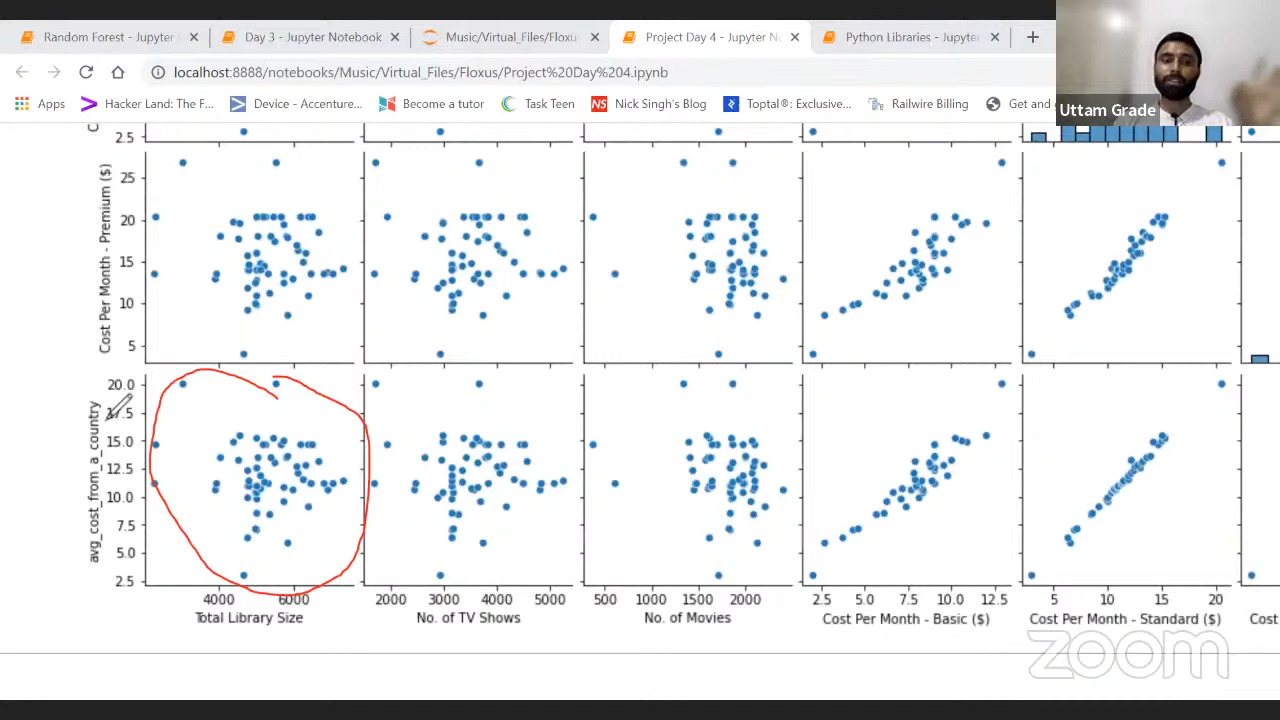 Random Forest - Jupyter
Day 3 - Jupyter Notebook
Music/Virtual_Files/Floxu
Project Day 4 - Jupyter No
Python Libraries - Jupyter
localhost:8888/notebooks/Music/Virtual_Files/Floxus/Project%20Day%204.ipynb
Apps
Hacker Land: The F...
Device - Accenture...
Become a tutor
Task Teen
NS
Nick Singh's Blog
Toptal®: Exclusive...
Railwire Billing
Get and
Uttam Grade
2.5
Cost Per Month - Premium ($)
25
20
15
10
5
avg_cost_from_a_country
20.0
17.5
15.0
12.5
10.0
7.5
5.0
2.5
4000 6000
2000 3000 4000 5000
500 1000 1500 2000
2.5 5.0 7.5 10.0 12.5
5 10 15 20
Total Library Size
No. of TV Shows
No. of Movies
Cost Per Month - Basic ($)
Cost Per Month - Standard ($)
Cost
zoom